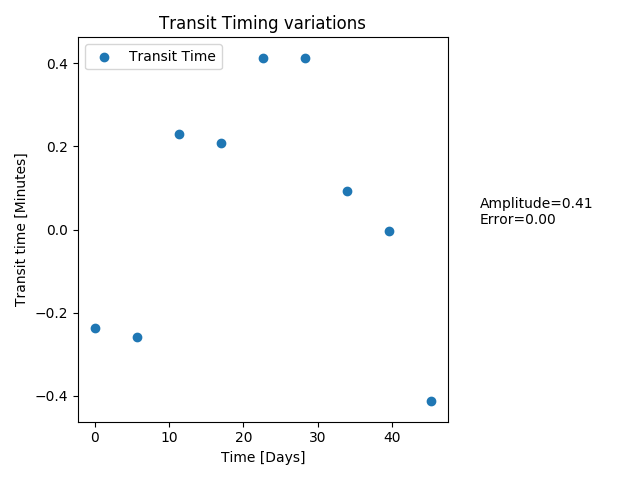 Transit Timing variations
Transit Time
Transit time [Minutes]
0.4
0.2
0.0
−0.2
−0.4
0
10
20
30
40
Time [Days]
Amplitude=0.41
Error=0.00